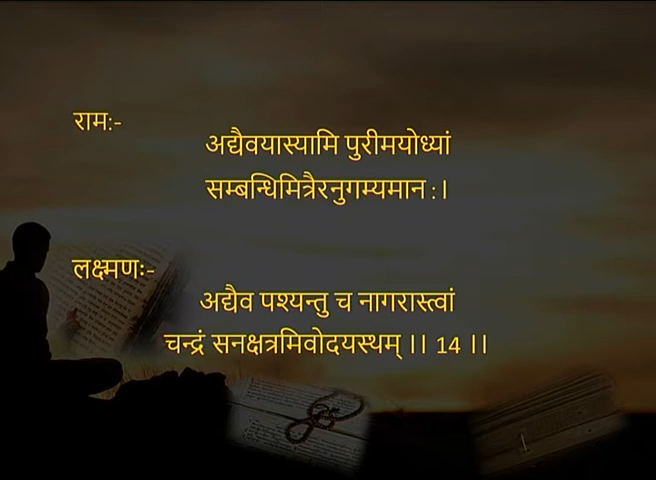 रामः-
अद्यैवयास्यामि पुरीमयोध्यां
सम्बन्धिमित्रैरनुगम्यमान : ।
लक्ष्मणः-
अद्यैव पश्यन्तु च नागरास्त्वां
चन्द्रं सनक्षत्रमिवोदयस्थम् ।। 14 ।।